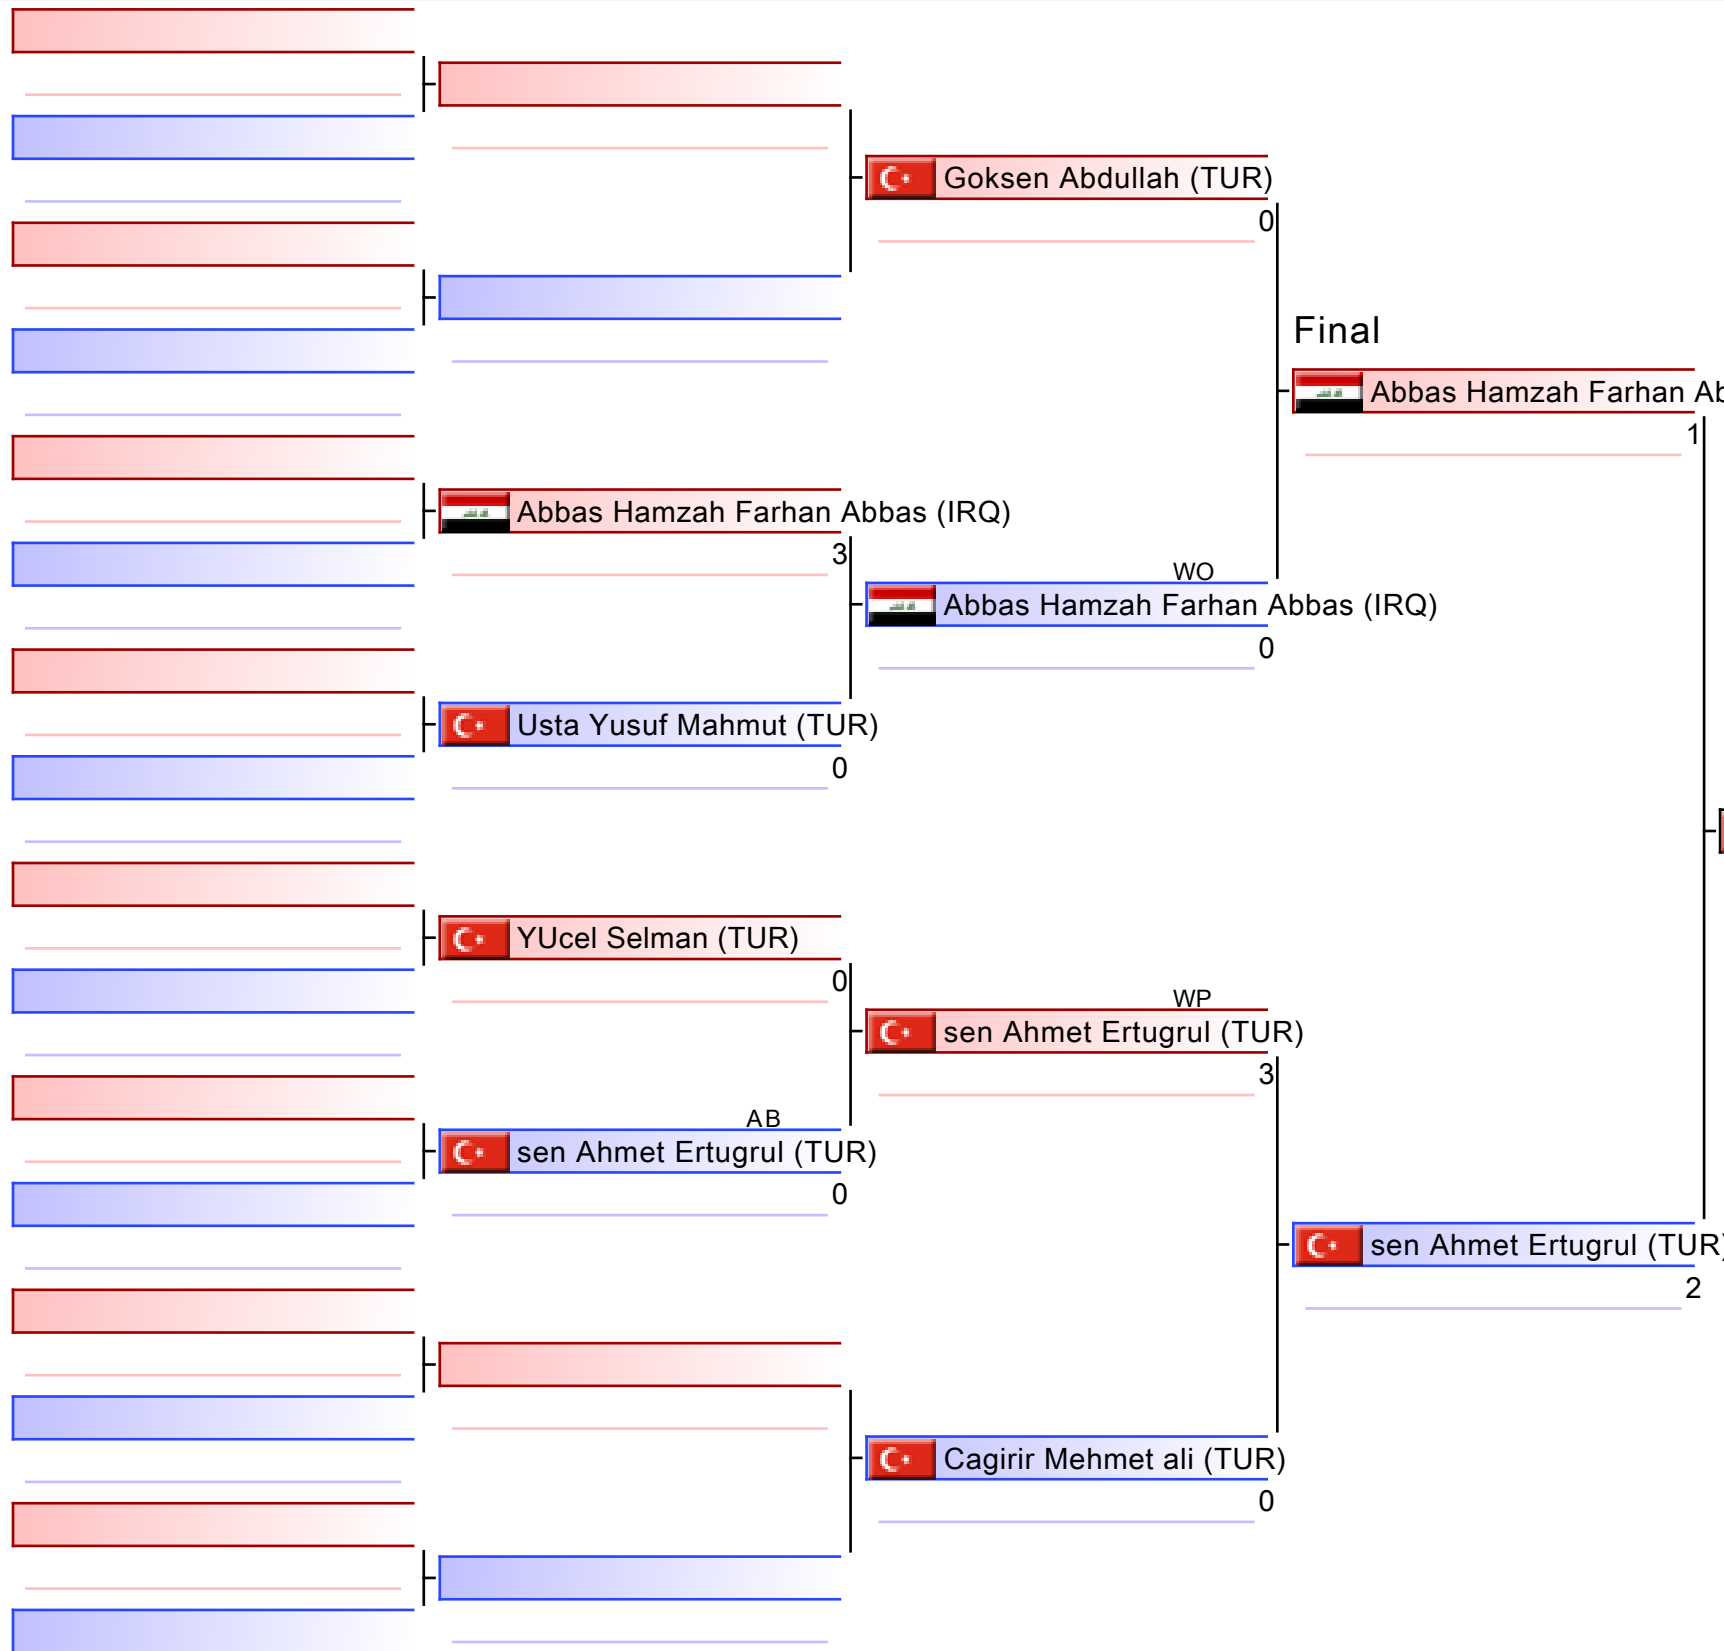 Goksen Abdullah (TUR)
0
Final
Abbas Hamzah Farhan Ab
1
Abbas Hamzah Farhan Abbas (IRQ)
3
WO
Abbas Hamzah Farhan Abbas (IRQ)
0
Usta Yusuf Mahmut (TUR)
0
YUcel Selman (TUR)
0
WP
sen Ahmet Ertugrul (TUR)
3
AB
sen Ahmet Ertugrul (TUR)
0
sen Ahmet Ertugrul (TUR)
2
Cagirir Mehmet ali (TUR)
0